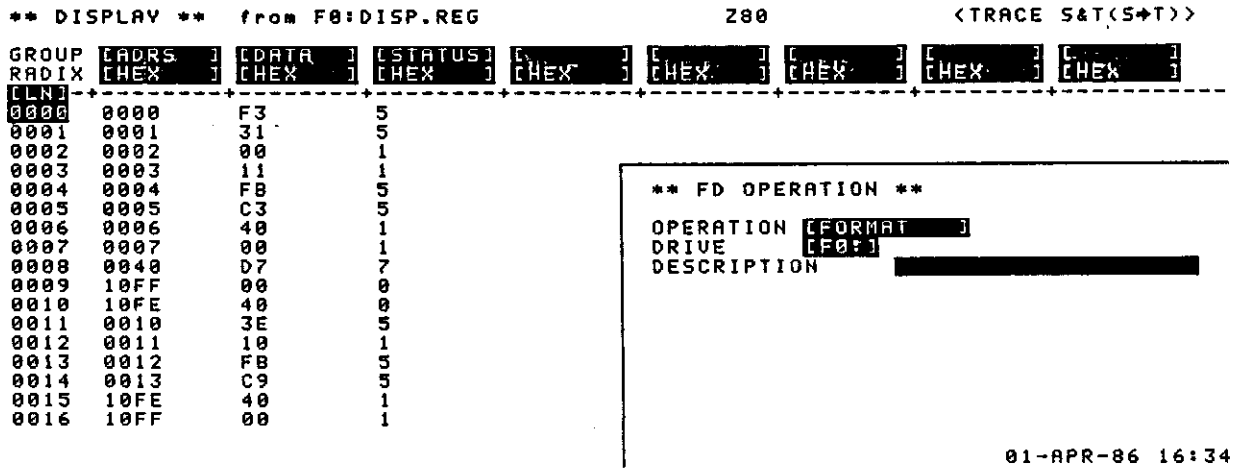 ** DISPLAY ** from F0:DISP.REG Z80 <TRACE S&T(S→T)>
GROUP [ADRS ] [DATA ] [STATUS] [ ] [ ] [ ] [ ] [ ]
RADIX [HEX ] [HEX ] [HEX ] [HEX ] [HEX ] [HEX ] [HEX ] [HEX ]
[LN]
0000 0000 F3 5
0001 0001 31 5
0002 0002 00 1
0003 0003 11 1
0004 0004 FB 5
0005 0005 C3 5
0006 0006 40 1
0007 0007 00 1
0008 0040 D7 7
0009 10FF 00 0
0010 10FE 40 0
0011 0010 3E 5
0012 0011 10 1
0013 0012 FB 5
0014 0013 C9 5
0015 10FE 40 1
0016 10FF 00 1
** FD OPERATION **
OPERATION [FORMAT ]
DRIVE [F0:]
DESCRIPTION
01-APR-86 16:34